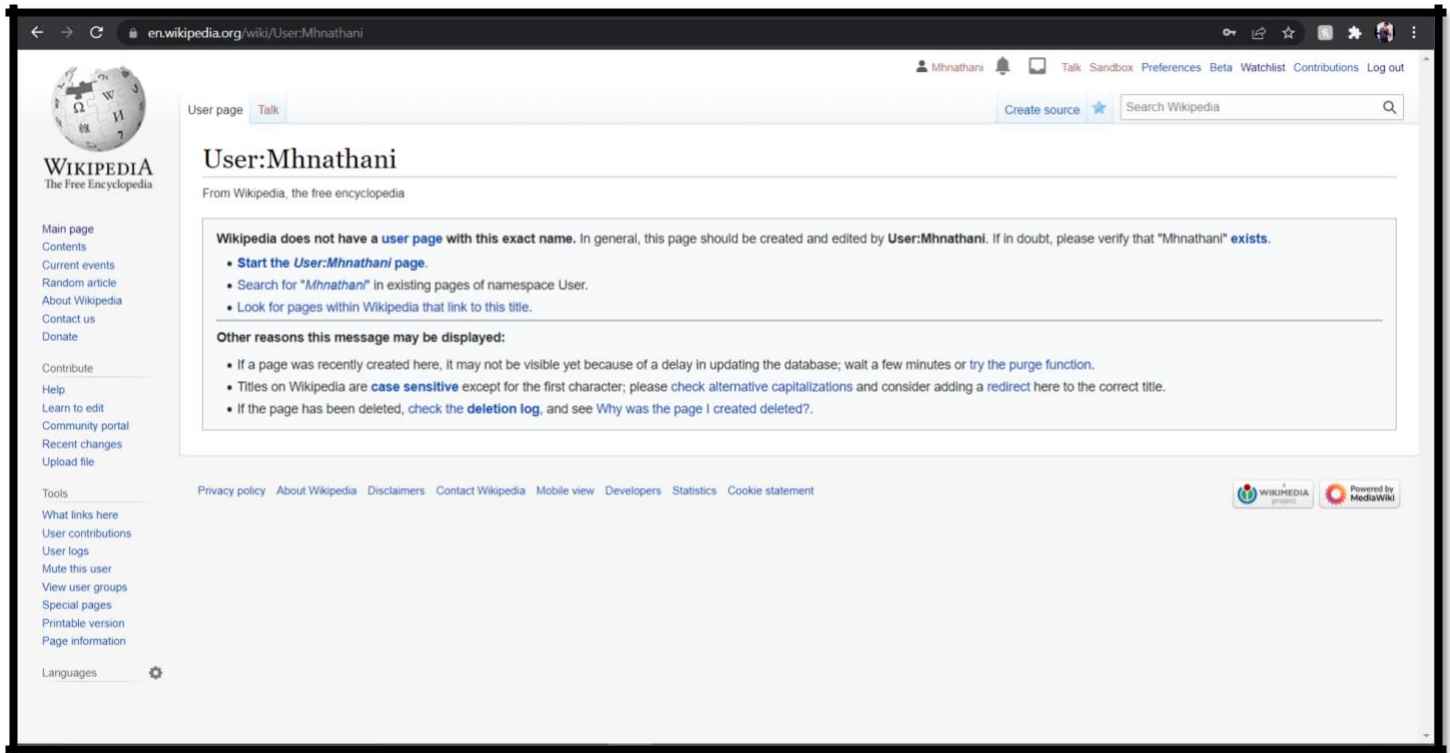 en.wikipedia.org/wiki/User:Mhnathani
Mhnathani Talk Sandbox Preferences Beta Watchlist Contributions Log out
User page Talk Create source Search Wikipedia
WIKIPEDIA
The Free Encyclopedia
User:Mhnathani
From Wikipedia, the free encyclopedia
Wikipedia does not have a user page with this exact name. In general, this page should be created and edited by User:Mhnathani. If in doubt, please verify that "Mhnathani" exists.
• Start the User:Mhnathani page.
• Search for "Mhnathani" in existing pages of namespace User.
• Look for pages within Wikipedia that link to this title.
Other reasons this message may be displayed:
• If a page was recently created here, it may not be visible yet because of a delay in updating the database; wait a few minutes or try the purge function.
• Titles on Wikipedia are case sensitive except for the first character; please check alternative capitalizations and consider adding a redirect here to the correct title.
• If the page has been deleted, check the deletion log, and see Why was the page I created deleted?.
Main page
Contents
Current events
Random article
About Wikipedia
Contact us
Donate
Contribute
Help
Learn to edit
Community portal
Recent changes
Upload file
Tools
What links here
User contributions
User logs
Mute this user
View user groups
Special pages
Printable version
Page information
Languages
Privacy policy About Wikipedia Disclaimers Contact Wikipedia Mobile view Developers Statistics Cookie statement
A
WIKIMEDIA
project
Powered by
MediaWiki